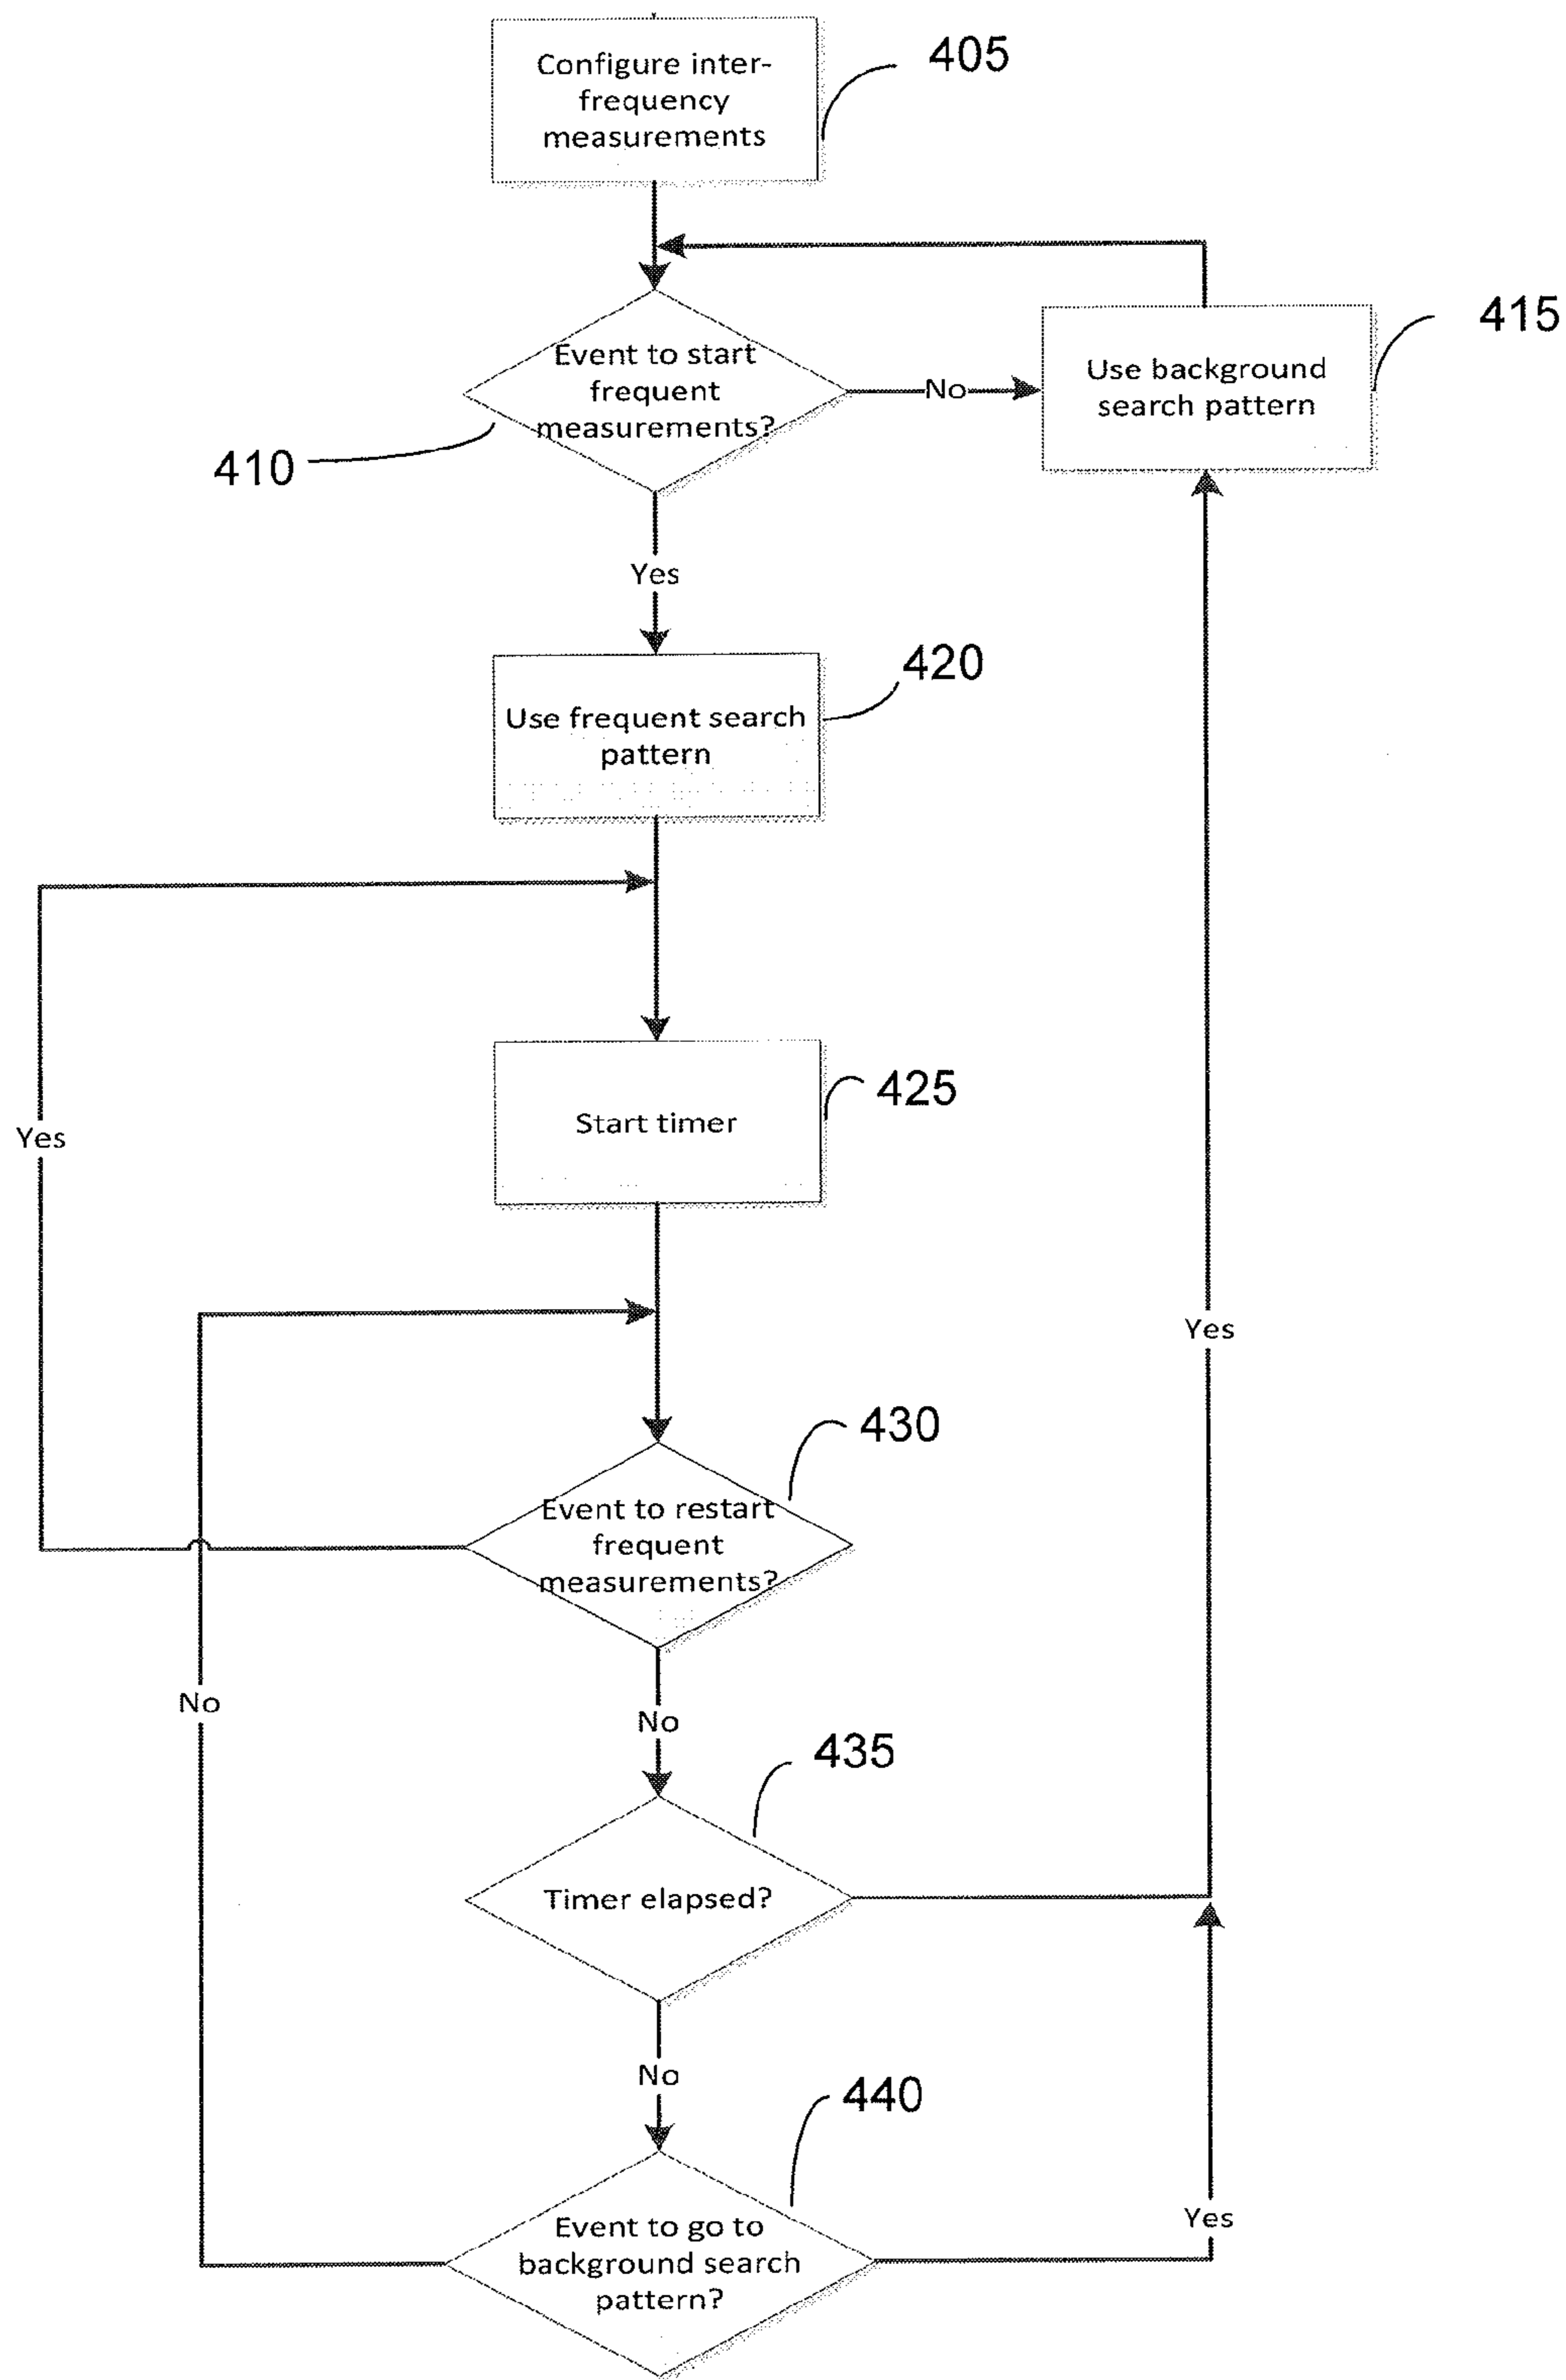 Configure inter-
frequency
measurements
405
Event to start
frequent
measurements?
410
No
Use background
search pattern
415
Yes
Use frequent search
pattern
420
Start timer
425
Yes
Yes
Event to restart
frequent
measurements?
430
No
No
Timer elapsed?
435
No
Event to go to
background search
pattern?
440
Yes